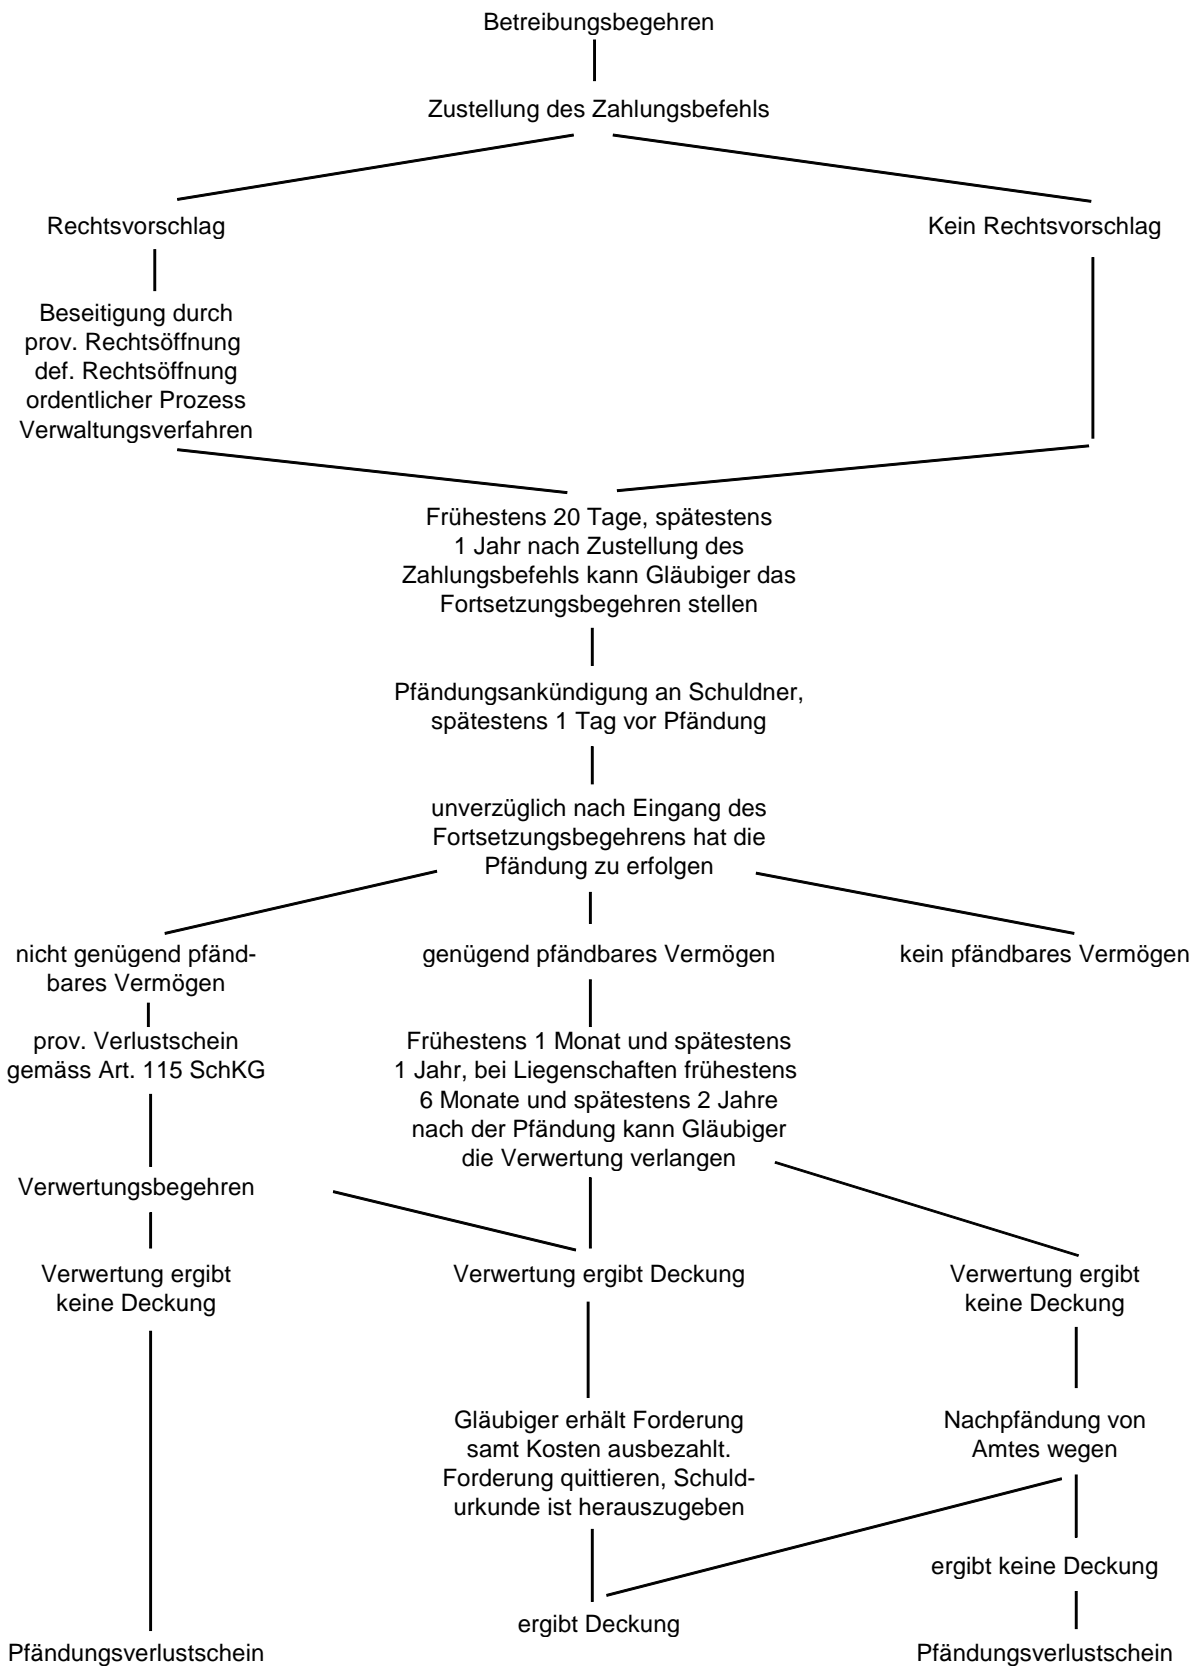 Betreibungsbegehren
Zustellung des Zahlungsbefehls
Rechtsvorschlag
Kein Rechtsvorschlag
Beseitigung durch
prov. Rechtsöffnung
def. Rechtsöffnung
ordentlicher Prozess
Verwaltungsverfahren
Frühestens 20 Tage, spätestens
1 Jahr nach Zustellung des
Zahlungsbefehls kann Gläubiger das
Fortsetzungsbegehren stellen
Pfändungsankündigung an Schuldner,
spätestens 1 Tag vor Pfändung
unverzüglich nach Eingang des
Fortsetzungsbegehrens hat die
Pfändung zu erfolgen
nicht genügend pfänd-
bares Vermögen
genügend pfändbares Vermögen
kein pfändbares Vermögen
prov. Verlustschein
gemäss Art. 115 SchKG
Frühestens 1 Monat und spätestens
1 Jahr, bei Liegenschaften frühestens
6 Monate und spätestens 2 Jahre
nach der Pfändung kann Gläubiger
die Verwertung verlangen
Verwertungsbegehren
Verwertung ergibt
keine Deckung
Verwertung ergibt Deckung
Verwertung ergibt
keine Deckung
Gläubiger erhält Forderung
samt Kosten ausbezahlt.
Forderung quittieren, Schuld-
urkunde ist herauszugeben
Nachpfändung von
Amtes wegen
ergibt keine Deckung
ergibt Deckung
Pfändungsverlustschein
Pfändungsverlustschein